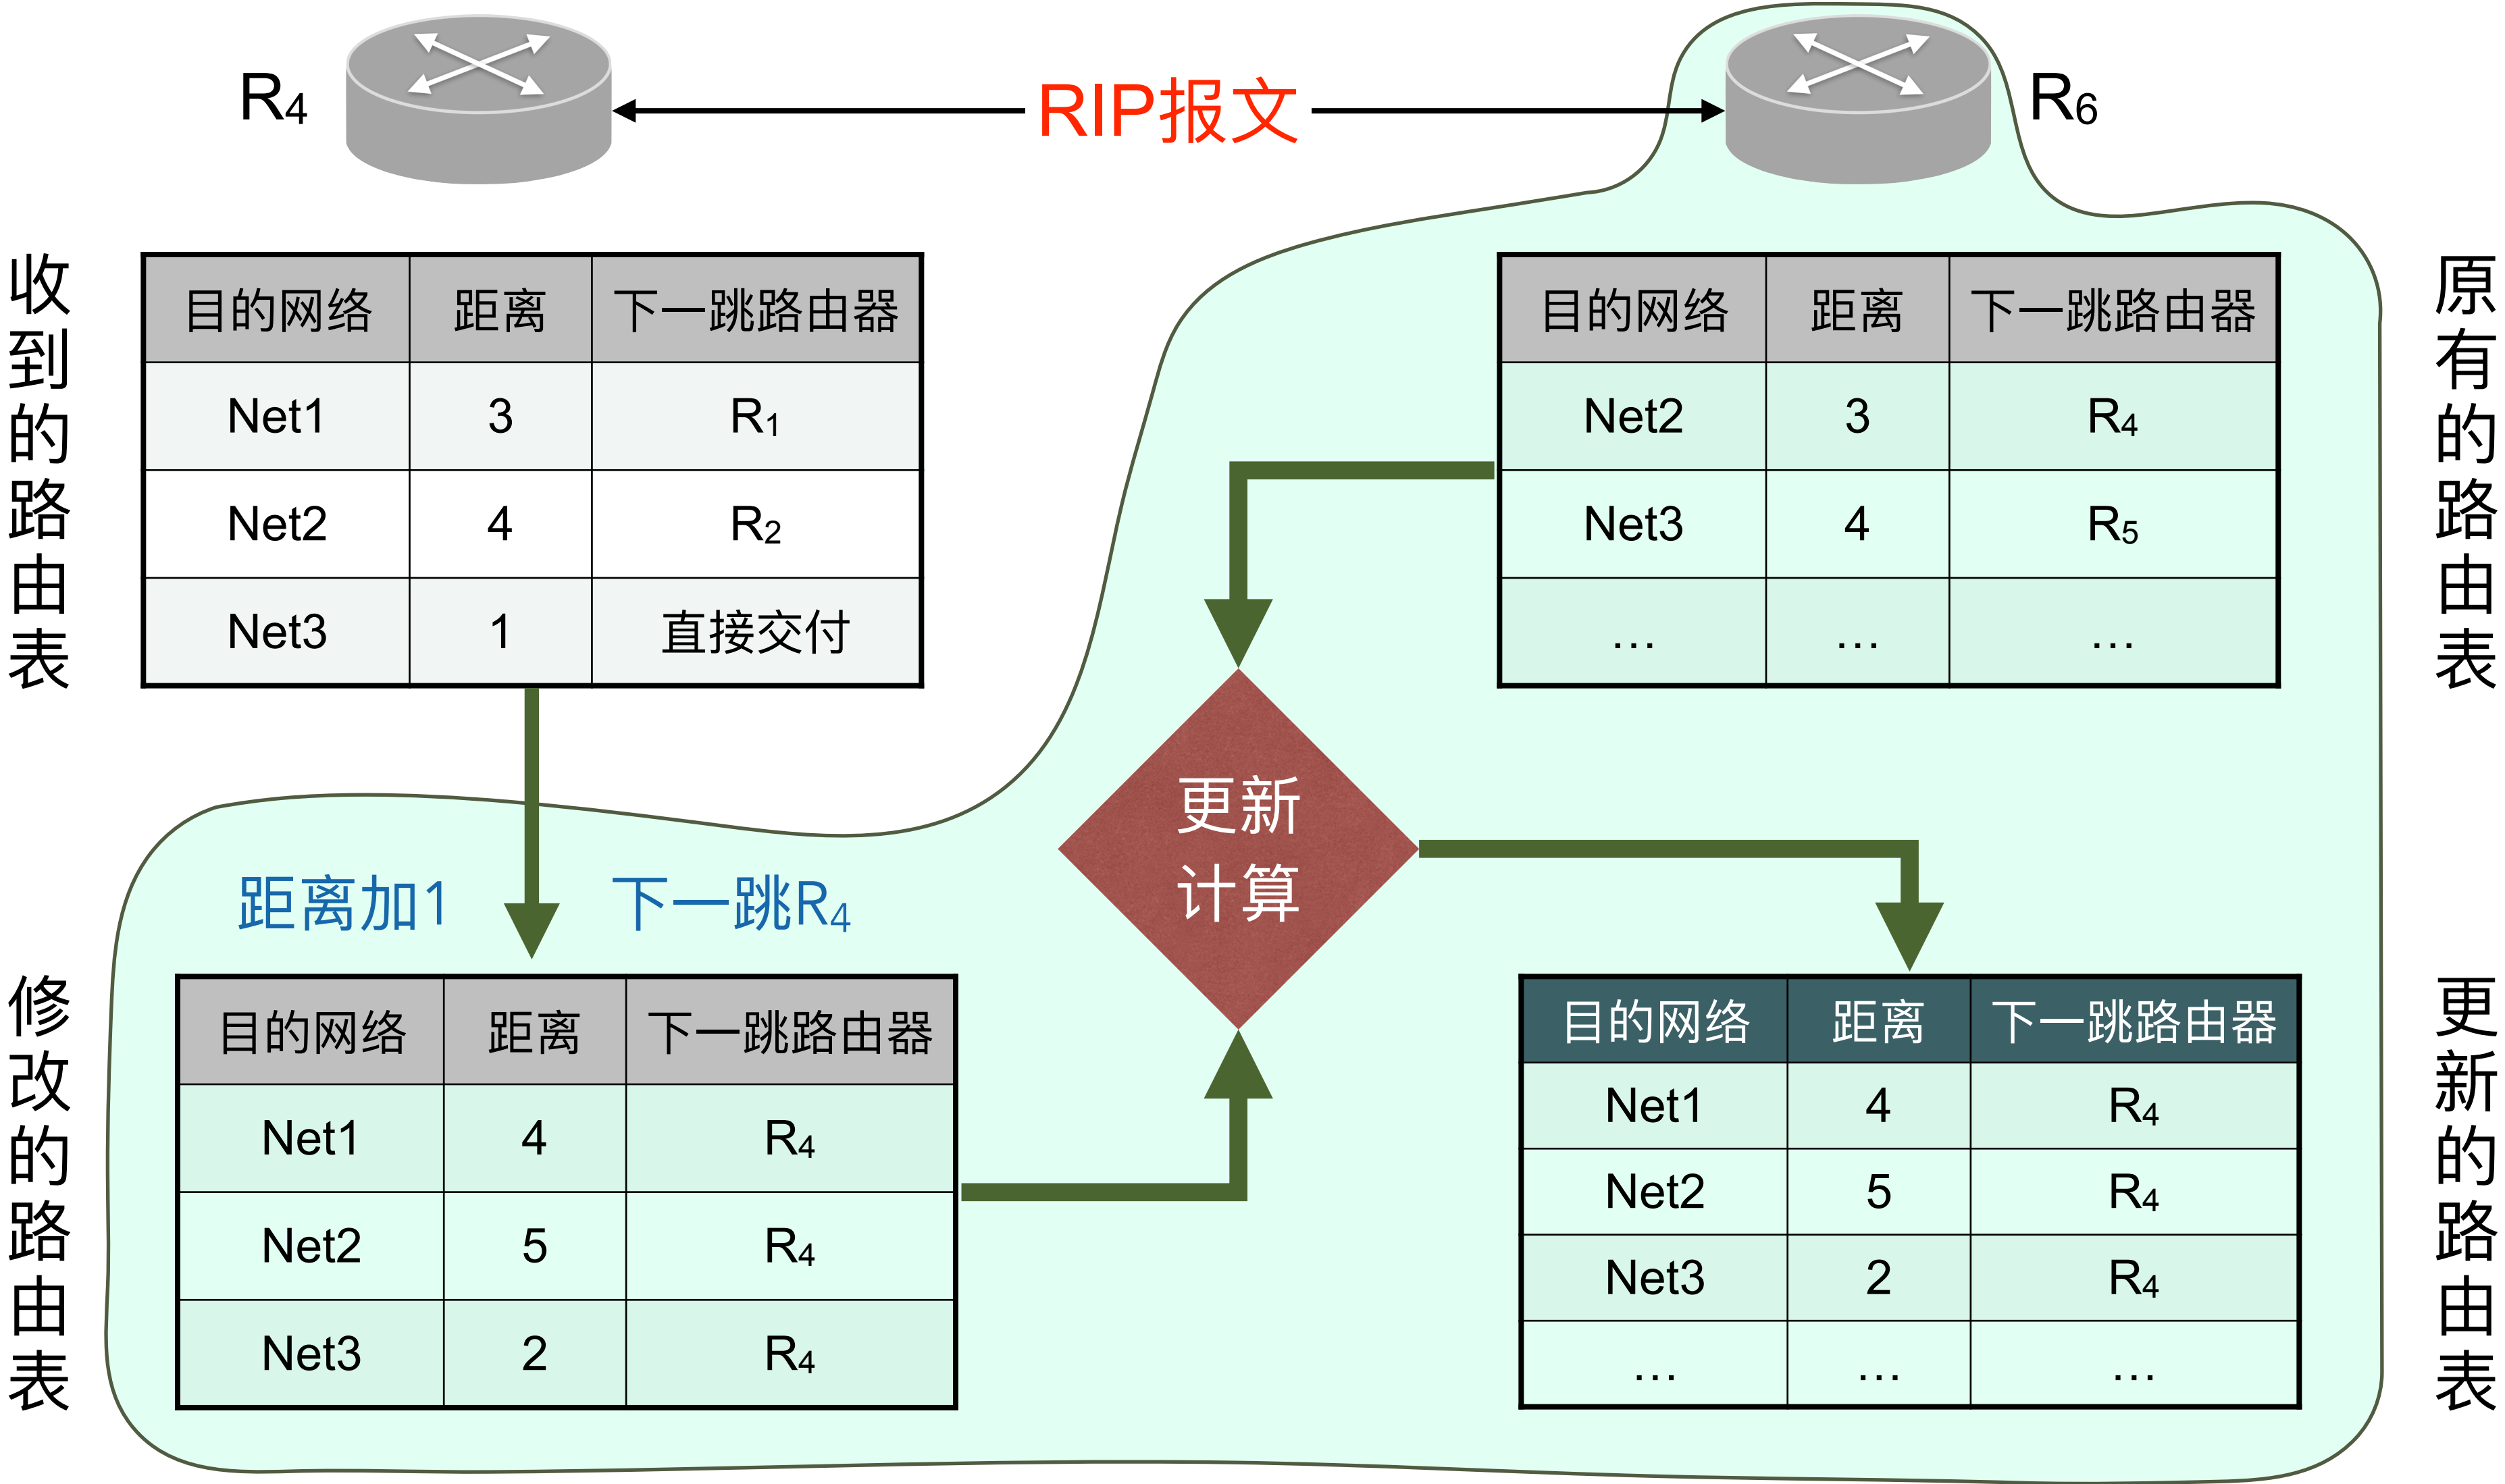 R4
RIP报文
R6
收到的路由表
目的网络 距离 下一跳路由器
Net1 3 R1
Net2 4 R2
Net3 1 直接交付
目的网络 距离 下一跳路由器
Net2 3 R4
Net3 4 R5
… … …
原有的路由表
更新
计算
距离加1 下一跳R4
修改的路由表
目的网络 距离 下一跳路由器
Net1 4 R4
Net2 5 R4
Net3 2 R4
目的网络 距离 下一跳路由器
Net1 4 R4
Net2 5 R4
Net3 2 R4
… … …
更新的路由表